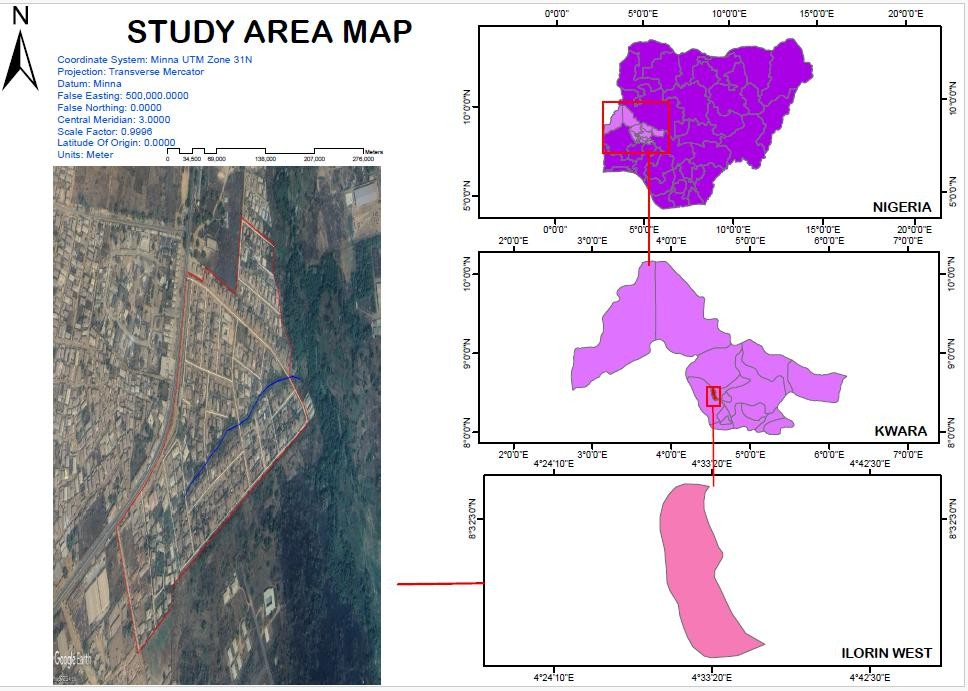 N
STUDY AREA MAP
Coordinate System: Minna UTM Zone 31N
Projection: Transverse Mercator
Datum: Minna
False Easting: 500,000.0000
False Northing: 0.0000
Central Meridian: 3.0000
Scale Factor: 0.9996
Latitude Of Origin: 0.0000
Units: Meter
Meters
0 34,500 69,000 138,000 207,000 276,000
Google Earth
0°0'0" 5°0'0"E 10°0'0"E 15°0'0"E 20°0'0"E
10°0'0"N 10°0'0"N
5°0'0"N 5°0'0"N
NIGERIA
0°0'0" 5°0'0"E 10°0'0"E 15°0'0"E 20°0'0"E
2°0'0"E 3°0'0"E 4°0'0"E 5°0'0"E 6°0'0"E 7°0'0"E
10°0'0"N 10°0'0"N
9°0'0"N 9°0'0"N
8°0'0"N 8°0'0"N
KWARA
2°0'0"E 3°0'0"E 4°0'0"E 5°0'0"E 6°0'0"E 7°0'0"E
4°24'10"E 4°33'20"E 4°42'30"E
8°32'30"N 8°32'30"N
ILORIN WEST
4°24'10"E 4°33'20"E 4°42'30"E